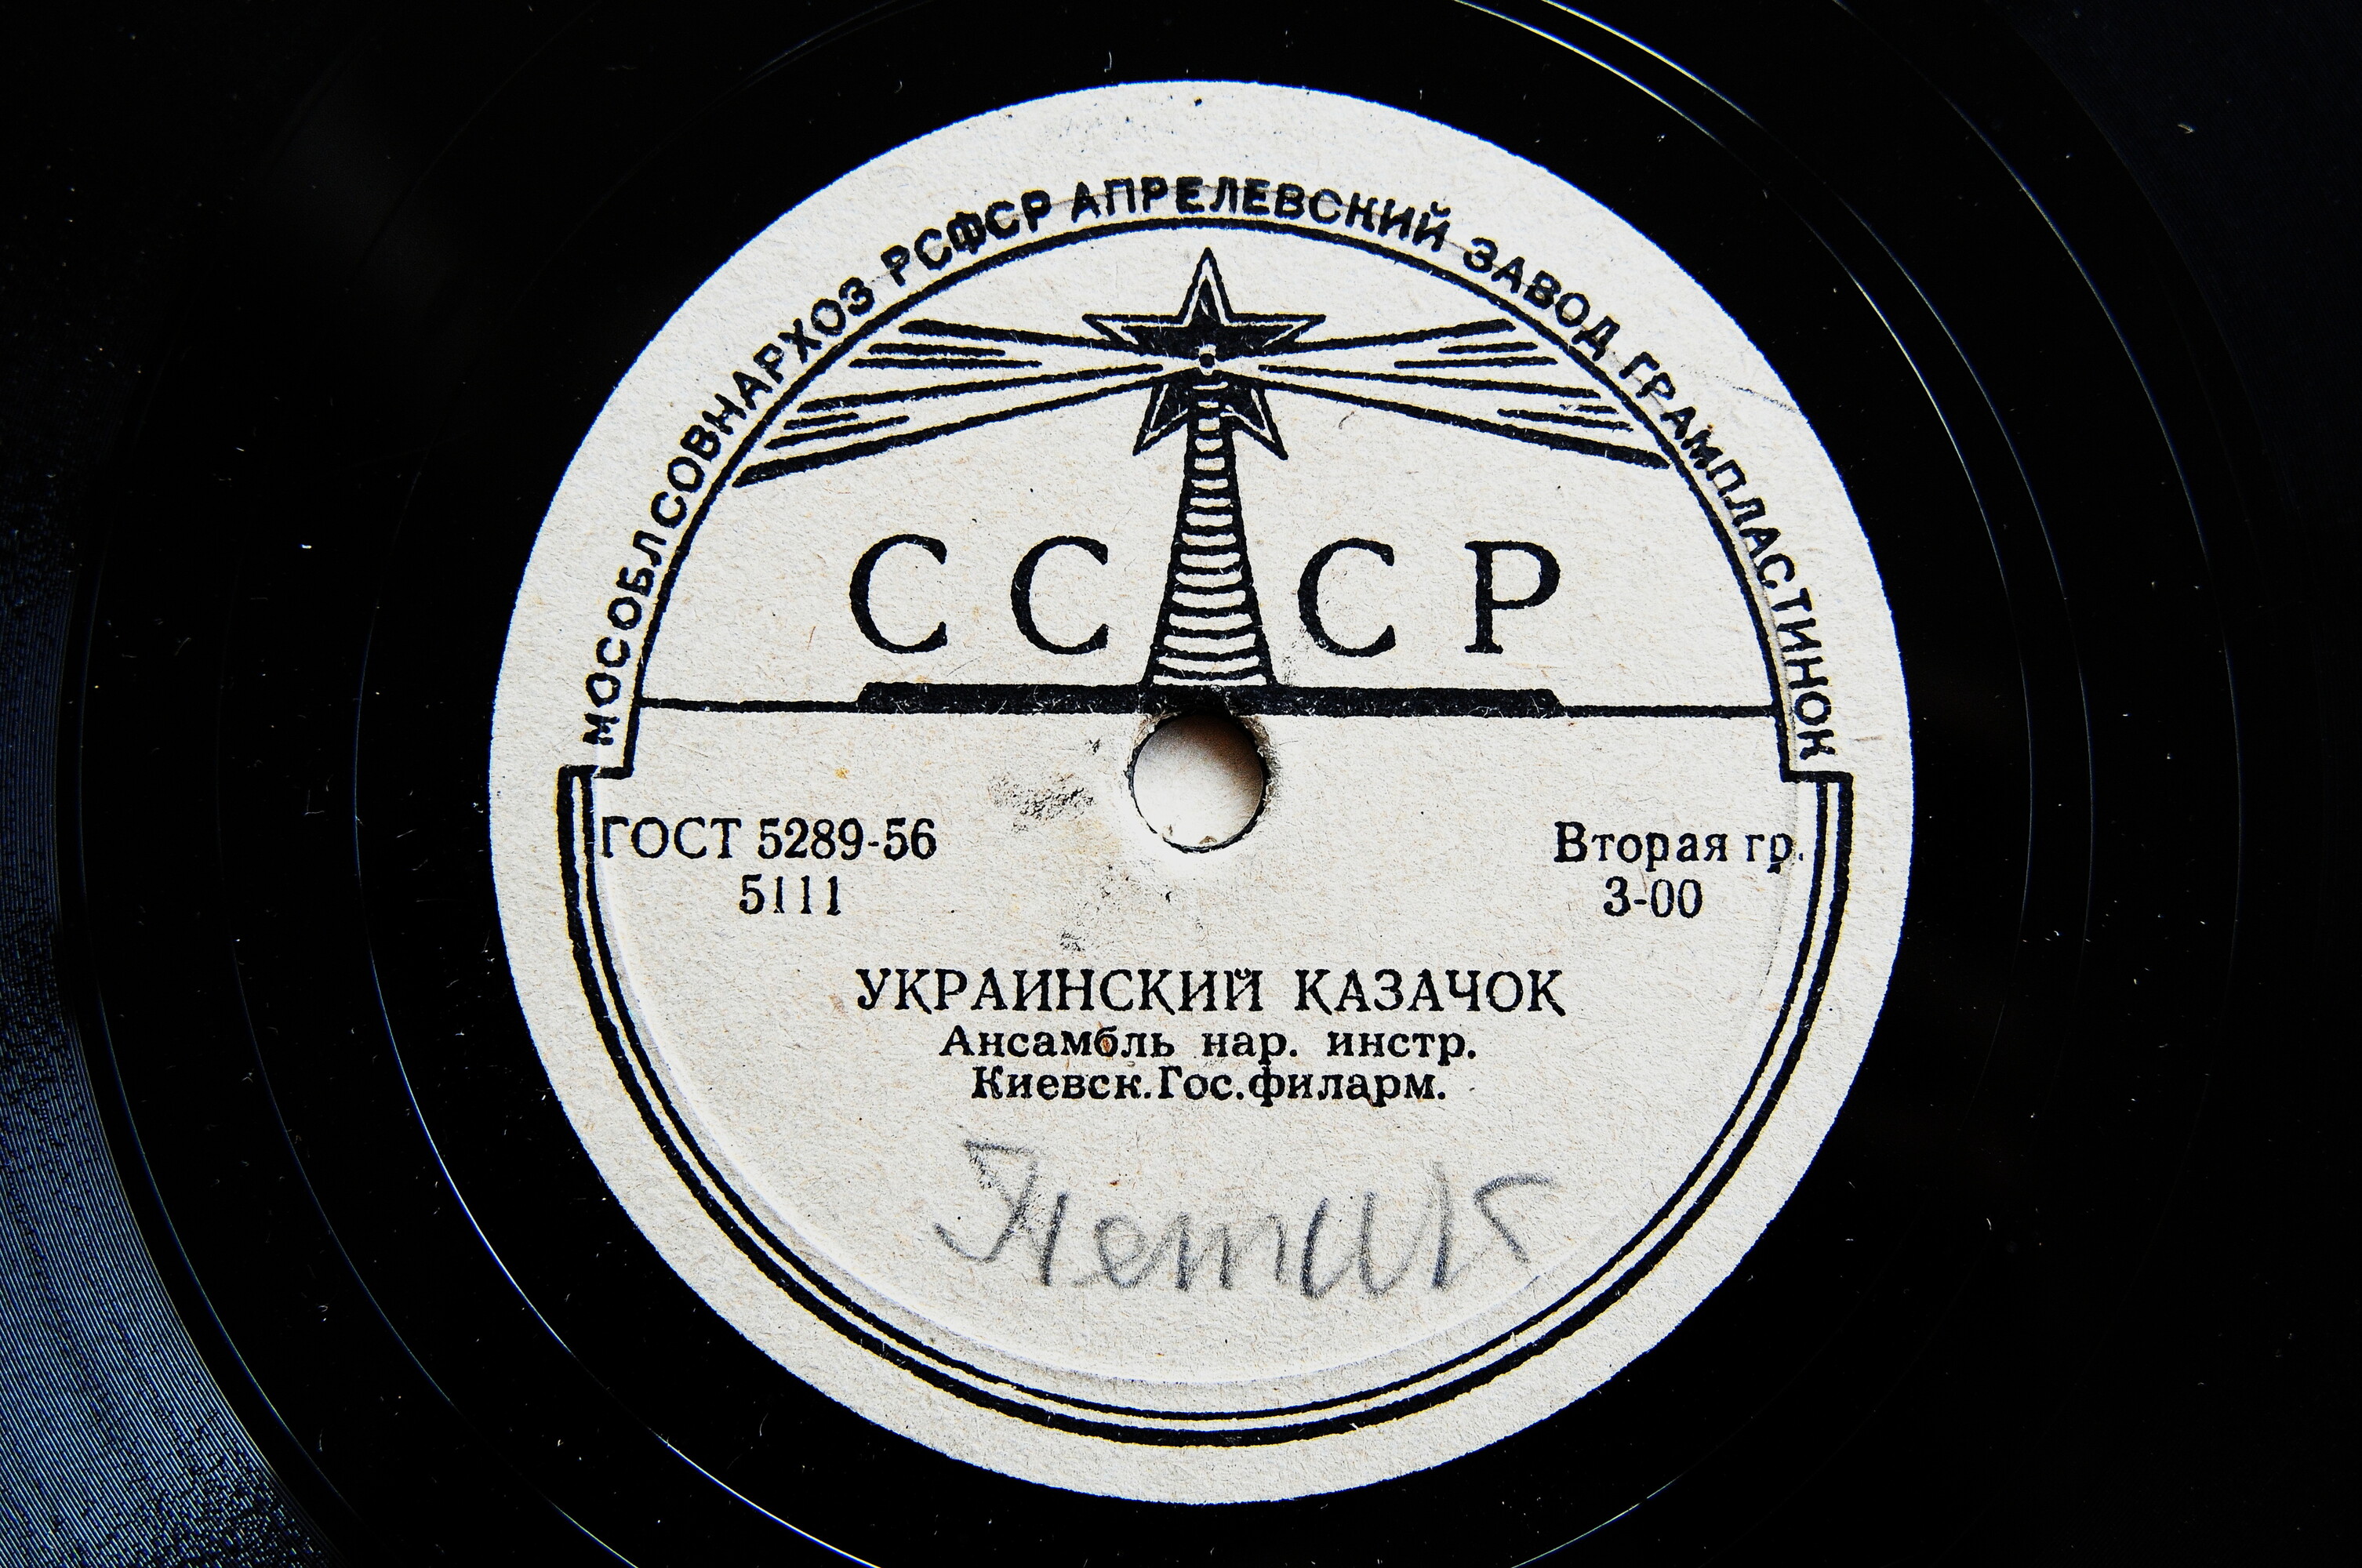 МОСОБЛСОВНАРХОЗ РСФСР АПРЕЛЕВСКИЙ ЗАВОД ГРАМПЛАСТИНОК
СССР
ГОСТ 5289-56
5111
Вторая гр.
3-00
УКРАИНСКИЙ КАЗАЧОК
Ансамбль нар. инстр.
Киевск.Гос.филарм.